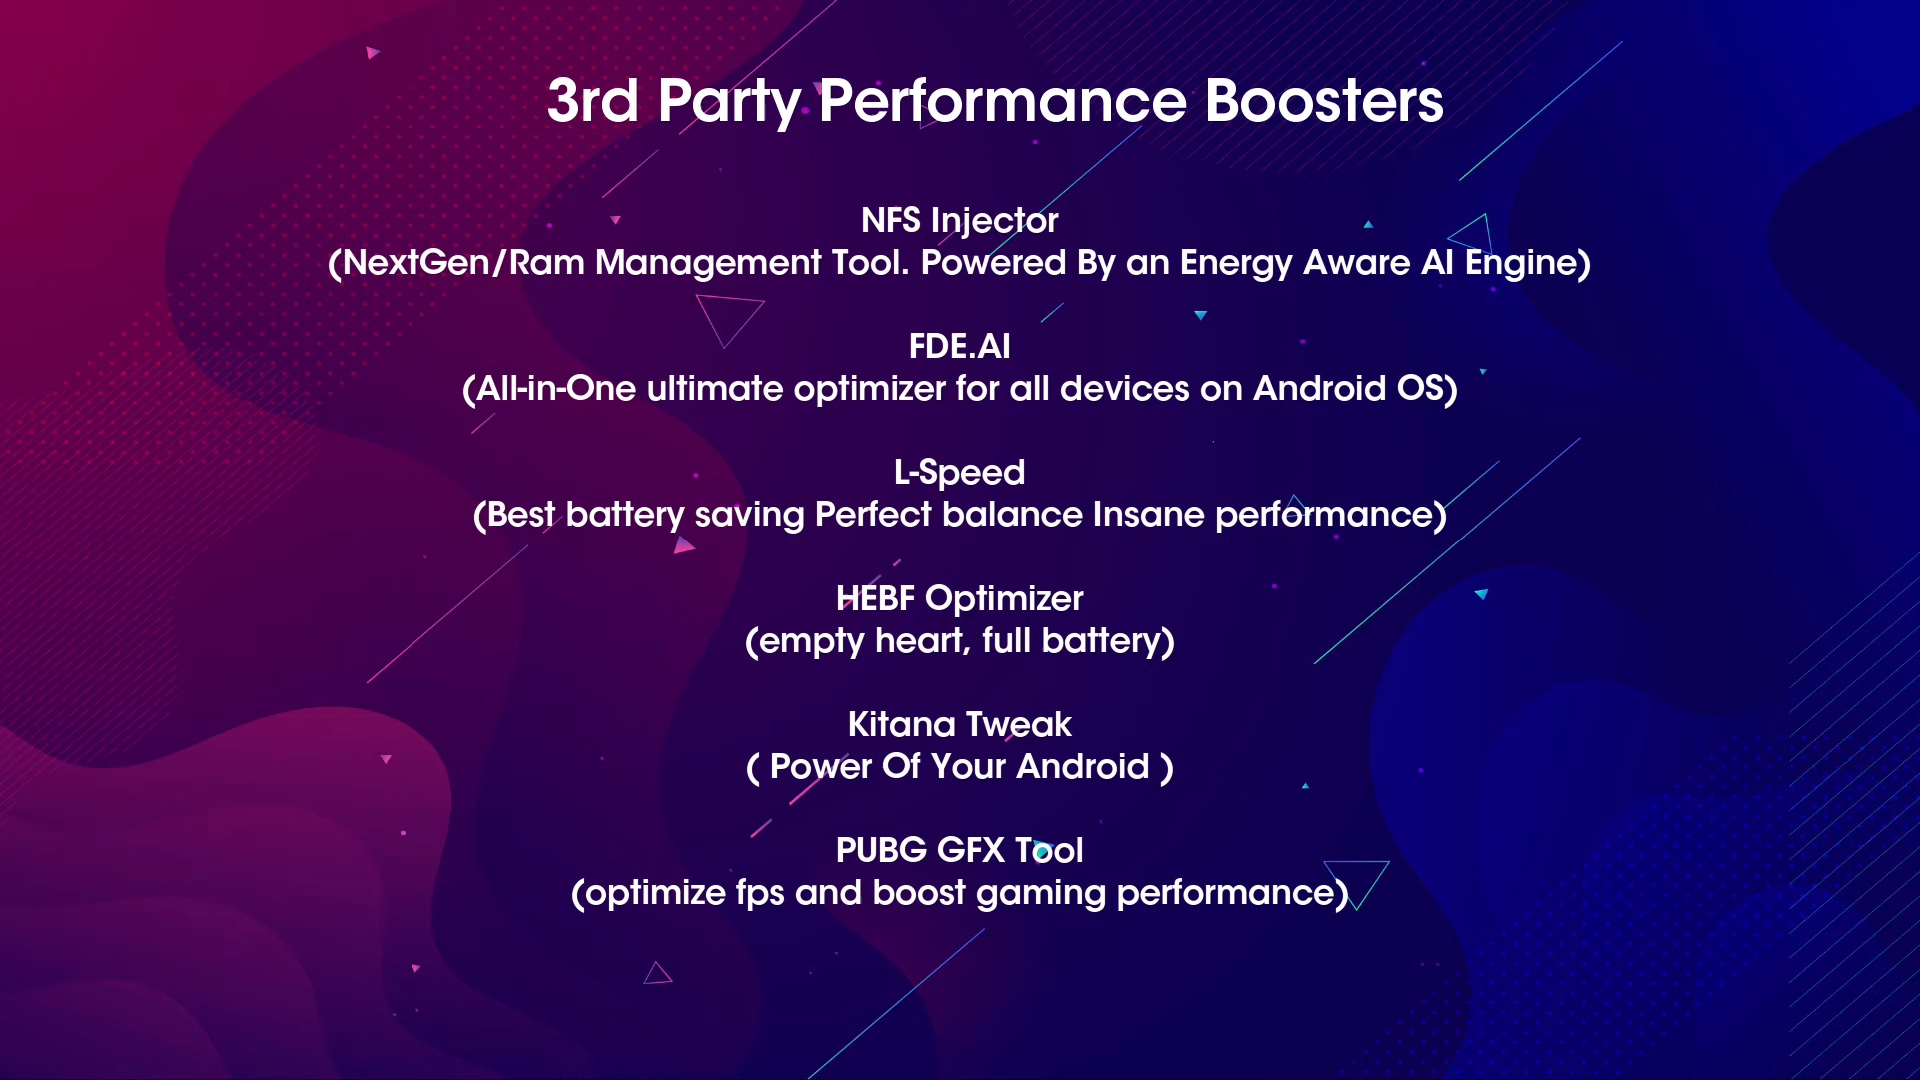 3rd Party Performance Boosters
NFS Injector
(NextGen/Ram Management Tool. Powered By an Energy Aware AI Engine)
FDE.AI
(All-in-One ultimate optimizer for all devices on Android OS)
L-Speed
(Best battery saving Perfect balance Insane performance)
HEBF Optimizer
(empty heart, full battery)
Kitana Tweak
( Power Of Your Android )
PUBG GFX Tool
(optimize fps and boost gaming performance)